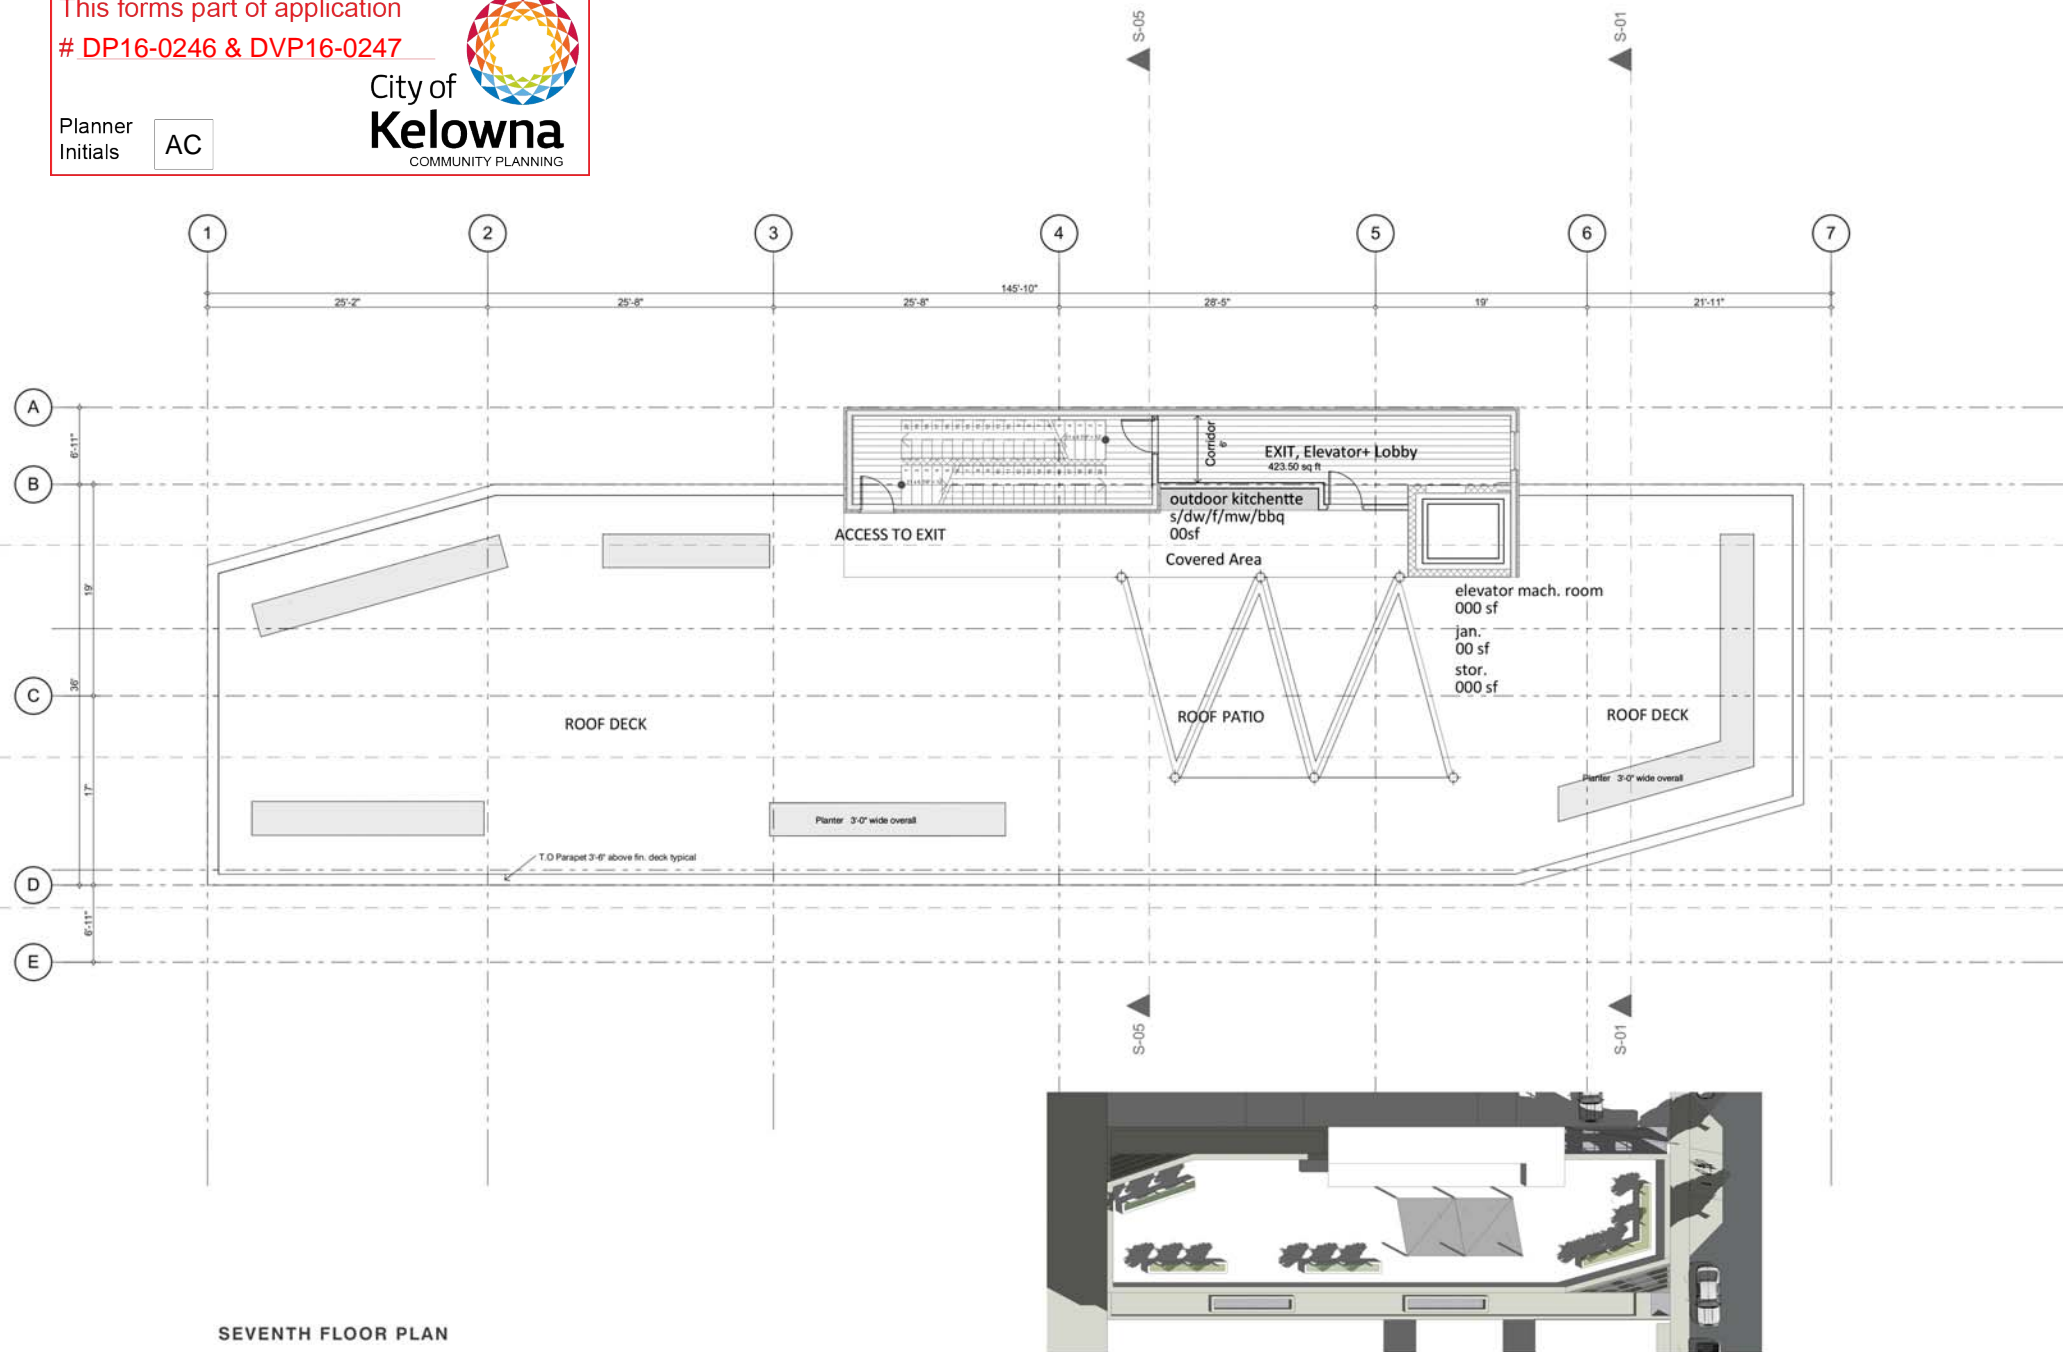 This forms part of application
# DP16-0246 & DVP16-0247
City of
Kelowna
COMMUNITY PLANNING
Planner
Initials
AC
S-05
S-01
1
2
3
4
5
6
7
145'-10"
25'-2"
25'-8"
25'-8"
28'-5"
19'
21'-11"
A
B
C
D
E
6'-11"
19'
36'
17'
6'-11"
Corridor
6'
EXIT, Elevator+ Lobby
423.50 sq ft
outdoor kitchentte
s/dw/f/mw/bbq
00sf
ACCESS TO EXIT
Covered Area
elevator mach. room
000 sf
jan.
00 sf
stor.
000 sf
ROOF DECK
ROOF PATIO
ROOF DECK
Planter 3'-0" wide overall
Planter 3'-0" wide overall
T.O Parapet 3'-6" above fin. deck typical
S-05
S-01
SEVENTH FLOOR PLAN